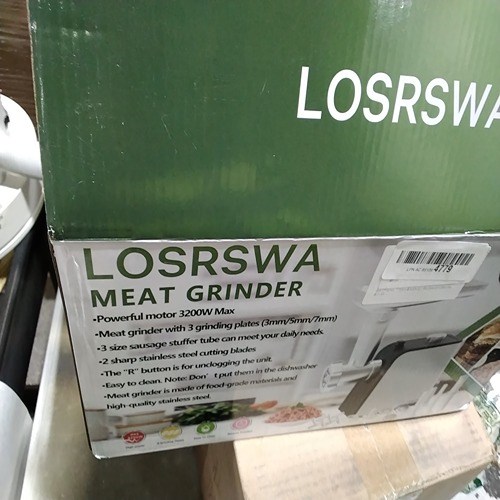 LOSRSWA
LOSRSWA
MEAT GRINDER
•Powerful motor 3200W Max
•Meat grinder with 3 grinding plates (3mm/5mm/7mm)
•3 size sausage stuffer tube can meet your daily needs.
•2 sharp stainless steel cutting blades
•The "R" button is for unclogging the unit.
•Easy to clean. Note: Don' t put them in the dishwasher
•Meat grinder is made of food-grade materials and
high-quality stainless steel.
4779